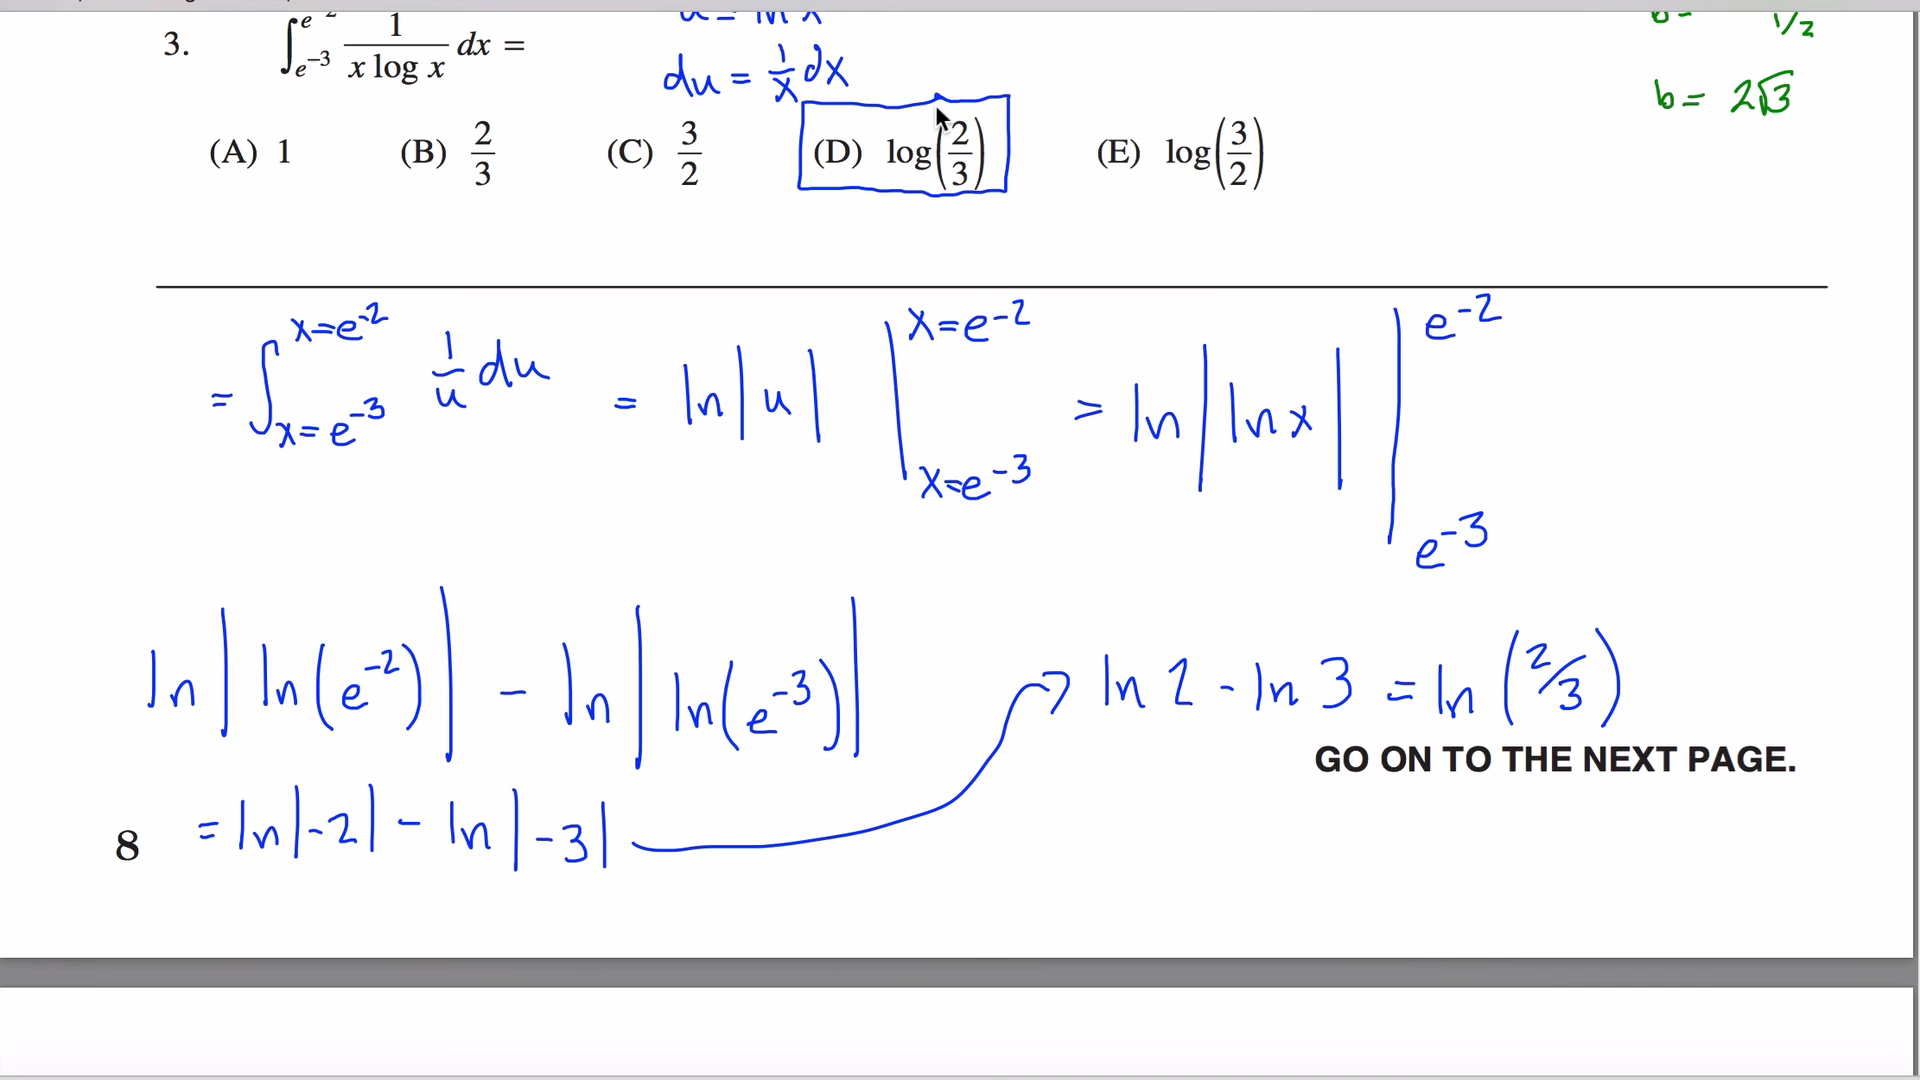 u = ln x
b = 1/2
3. ∫_{e^{-3}}^{e^{-2}} 1/(x log x) dx =
du = 1/x dx
b = 2√3
(A) 1 (B) 2/3 (C) 3/2 (D) log(2/3) (E) log(3/2)
= ∫_{x=e^{-3}}^{x=e^{-2}} 1/u du = ln|u| |_{x=e^{-3}}^{x=e^{-2}} = ln|ln x| |_{e^{-3}}^{e^{-2}}
ln|ln(e^{-2})| - ln|ln(e^{-3})| → ln 2 - ln 3 = ln(2/3)
GO ON TO THE NEXT PAGE.
8 = ln|-2| - ln|-3|